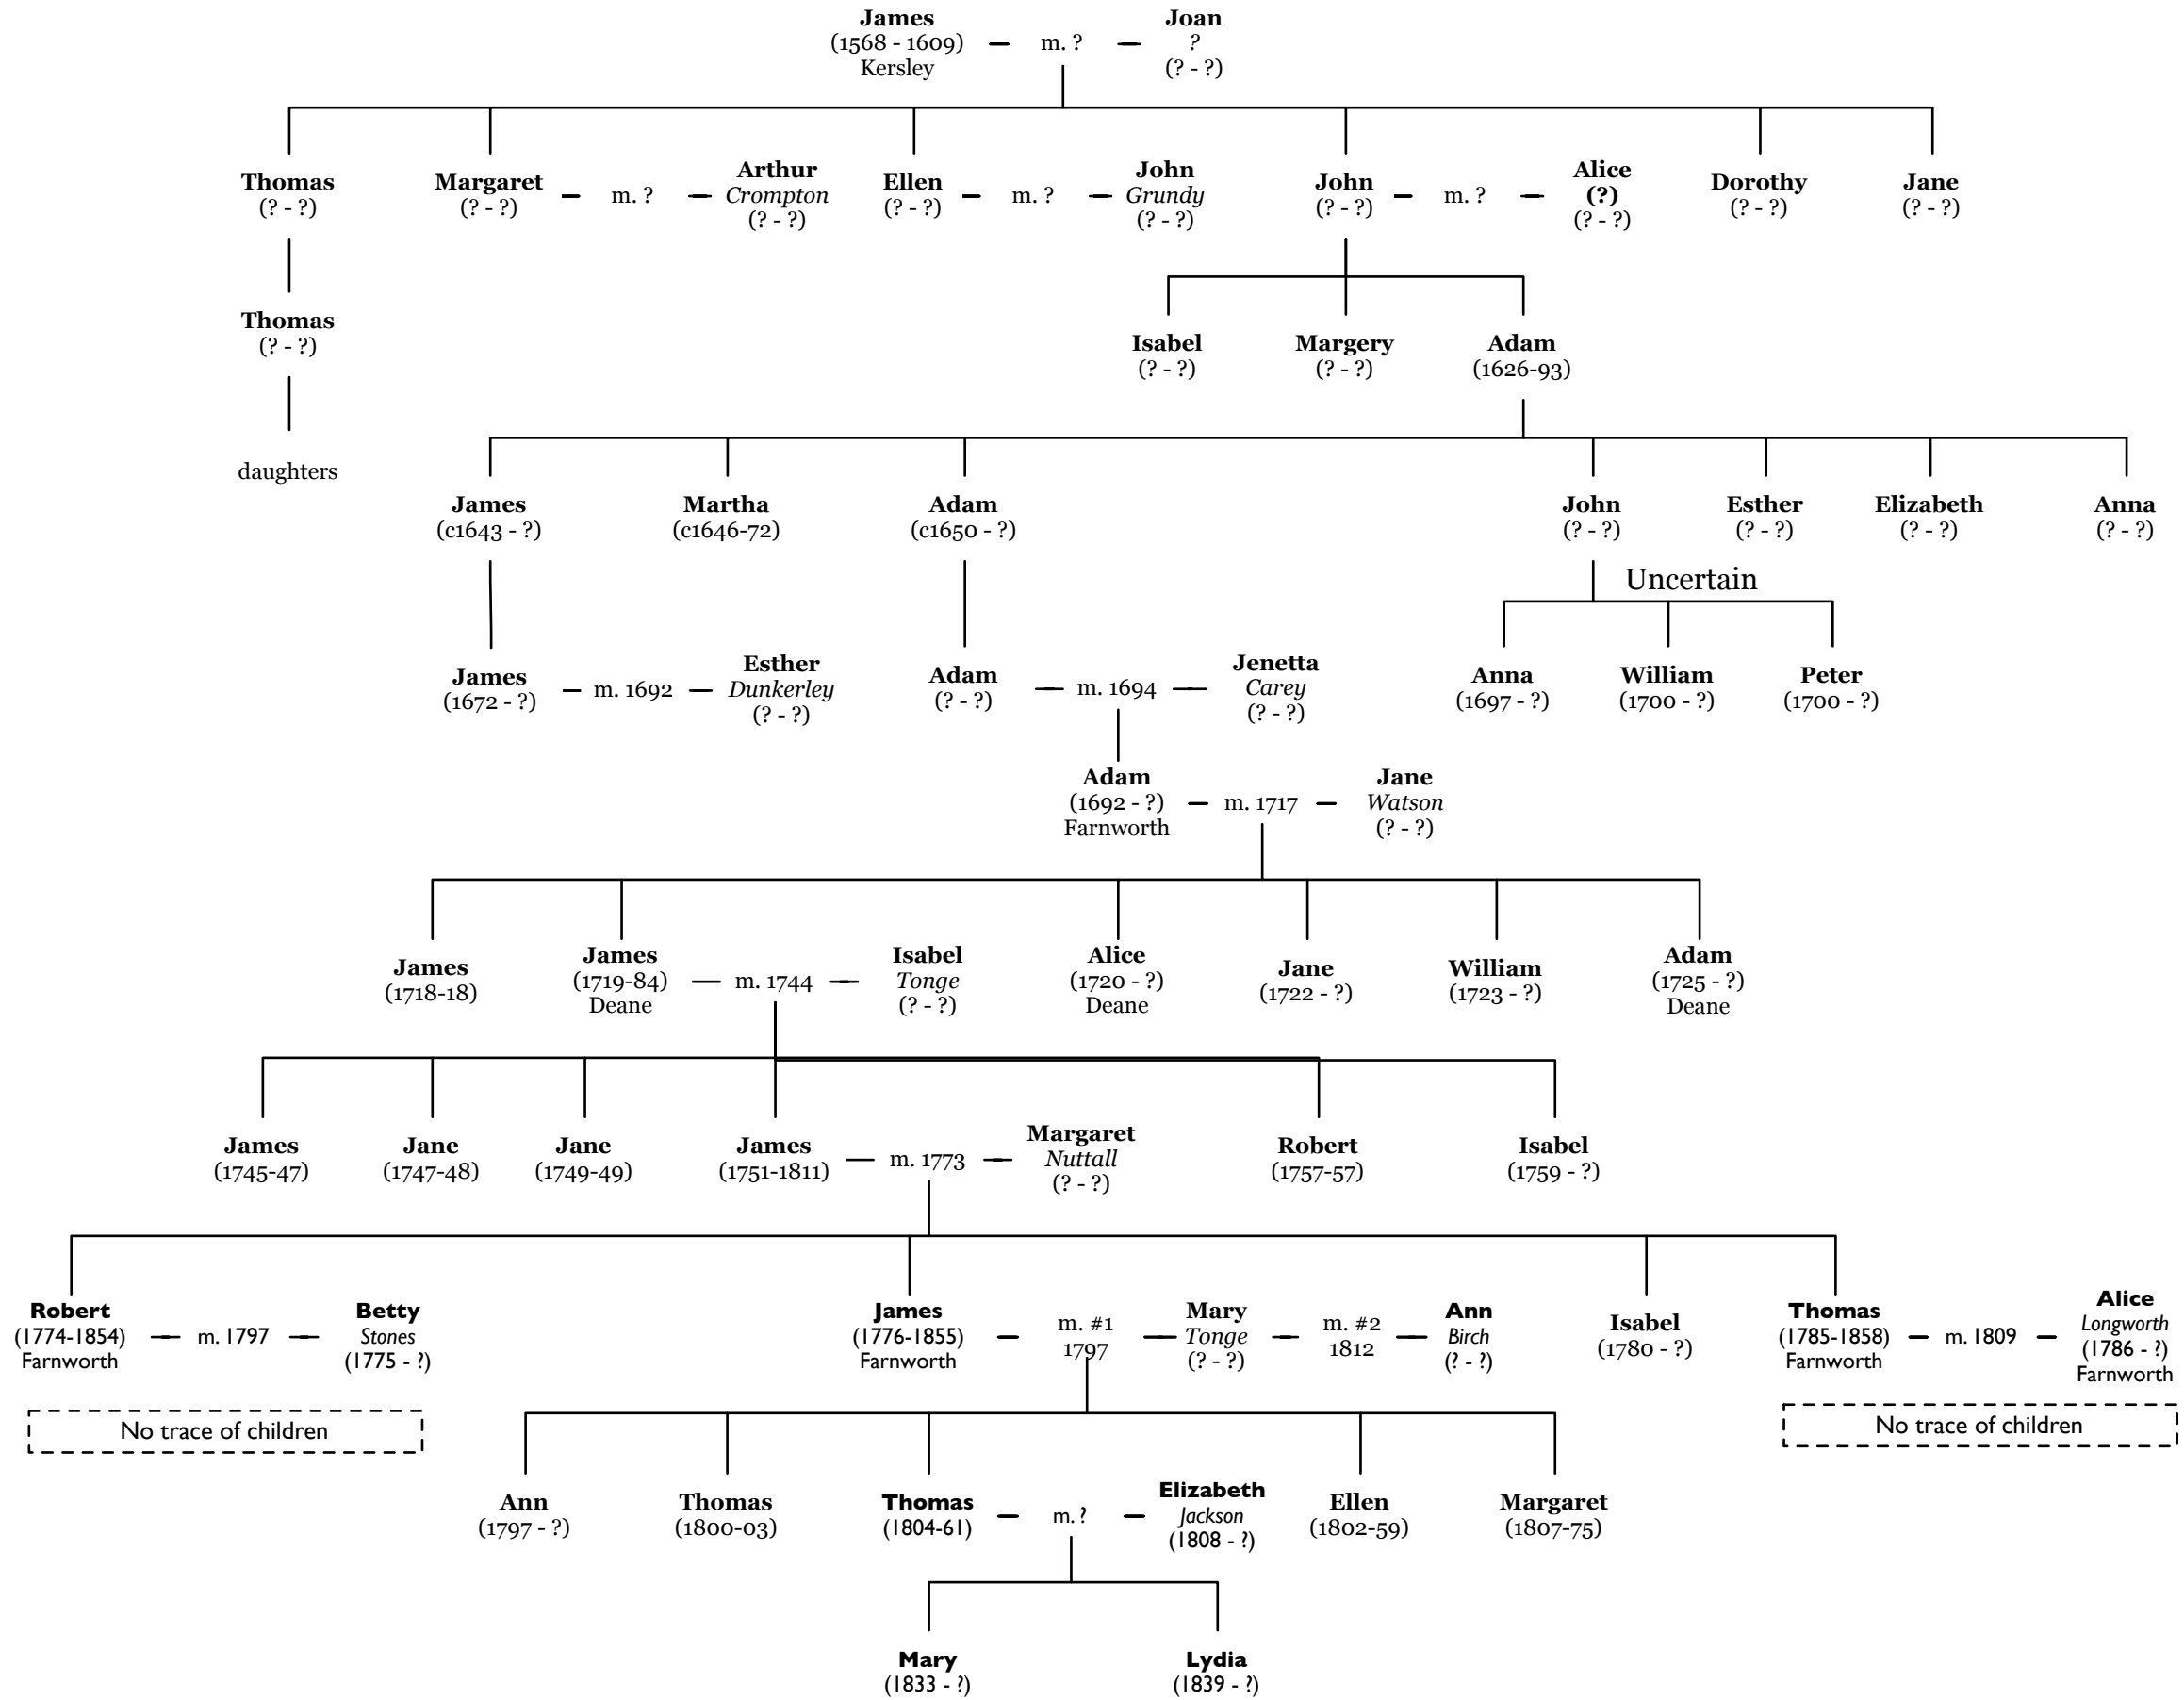 James
(1568 - 1609)
Kersley
m. ?
Joan
?
(? - ?)
Thomas
(? - ?)
Margaret
(? - ?)
m. ?
Arthur
Crompton
(? - ?)
Ellen
(? - ?)
m. ?
John
Grundy
(? - ?)
John
(? - ?)
m. ?
Alice
(?)
(? - ?)
Dorothy
(? - ?)
Jane
(? - ?)
Thomas
(? - ?)
Isabel
(? - ?)
Margery
(? - ?)
Adam
(1626-93)
daughters
James
(c1643 - ?)
Martha
(c1646-72)
Adam
(c1650 - ?)
John
(? - ?)
Esther
(? - ?)
Elizabeth
(? - ?)
Anna
(? - ?)
Uncertain
James
(1672 - ?)
m. 1692
Esther
Dunkerley
(? - ?)
Adam
(? - ?)
m. 1694
Jenetta
Carey
(? - ?)
Anna
(1697 - ?)
William
(1700 - ?)
Peter
(1700 - ?)
Adam
(1692 - ?)
Farnworth
m. 1717
Jane
Watson
(? - ?)
James
(1718-18)
James
(1719-84)
Deane
m. 1744
Isabel
Tonge
(? - ?)
Alice
(1720 - ?)
Deane
Jane
(1722 - ?)
William
(1723 - ?)
Adam
(1725 - ?)
Deane
James
(1745-47)
Jane
(1747-48)
Jane
(1749-49)
James
(1751-1811)
m. 1773
Margaret
Nuttall
(? - ?)
Robert
(1757-57)
Isabel
(1759 - ?)
Robert
(1774-1854)
Farnworth
m. 1797
Betty
Stones
(1775 - ?)
James
(1776-1855)
Farnworth
m. #1
1797
Mary
Tonge
(? - ?)
m. #2
1812
Ann
Birch
(? - ?)
Isabel
(1780 - ?)
Thomas
(1785-1858)
Farnworth
m. 1809
Alice
Longworth
(1786 - ?)
Farnworth
No trace of children
No trace of children
Ann
(1797 - ?)
Thomas
(1800-03)
Thomas
(1804-61)
m. ?
Elizabeth
Jackson
(1808 - ?)
Ellen
(1802-59)
Margaret
(1807-75)
Mary
(1833 - ?)
Lydia
(1839 - ?)